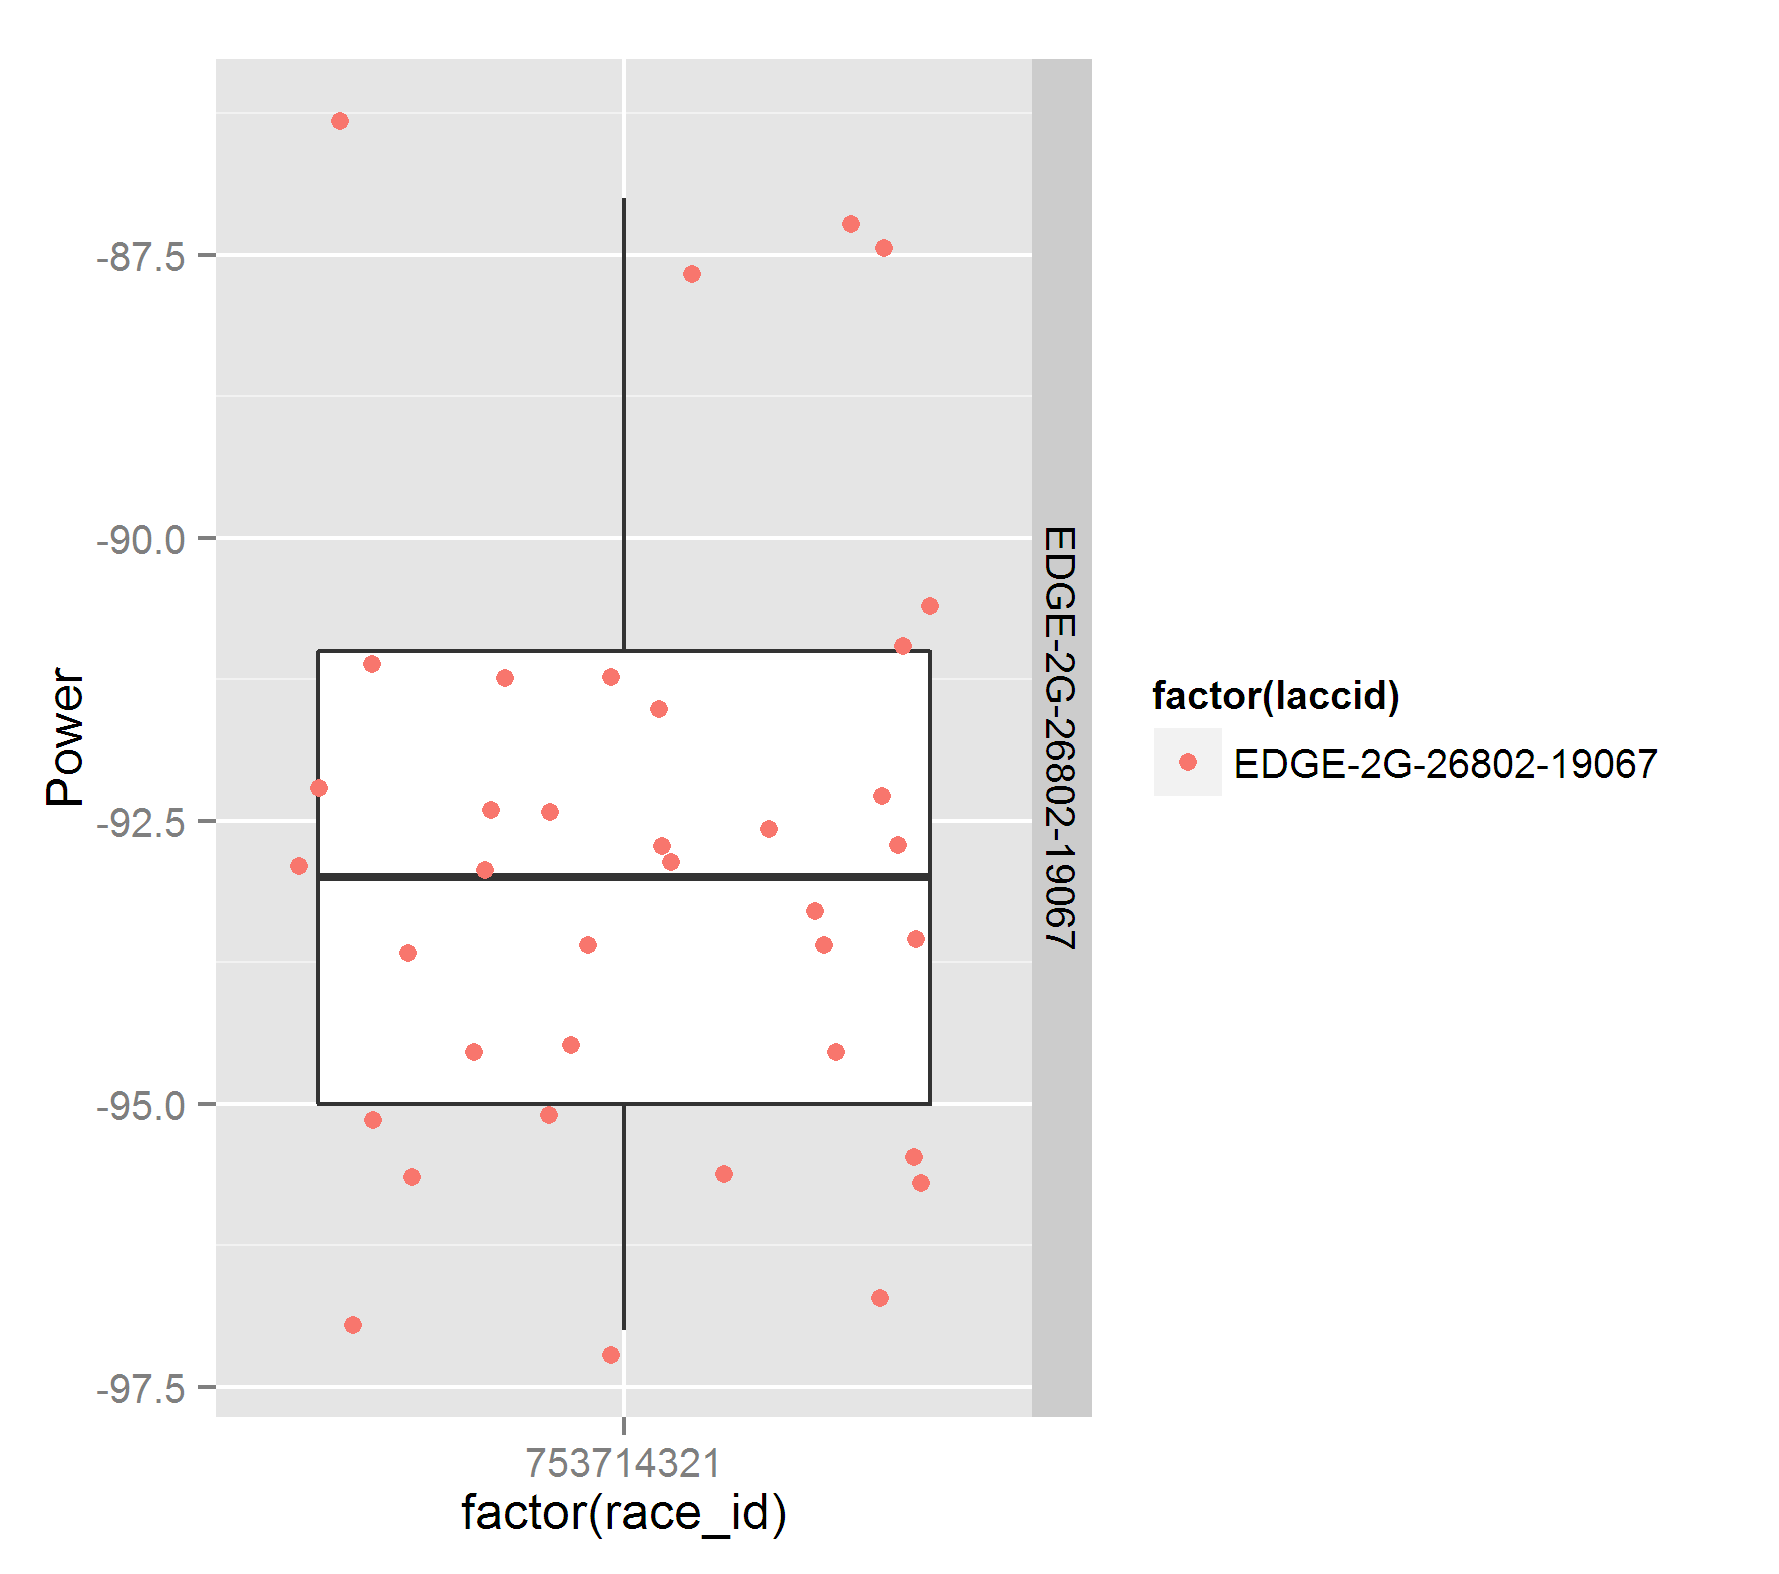 -87.5
-90.0
-92.5
-95.0
-97.5
Power
753714321
factor(race_id)
EDGE-2G-26802-19067
factor(laccid)
EDGE-2G-26802-19067